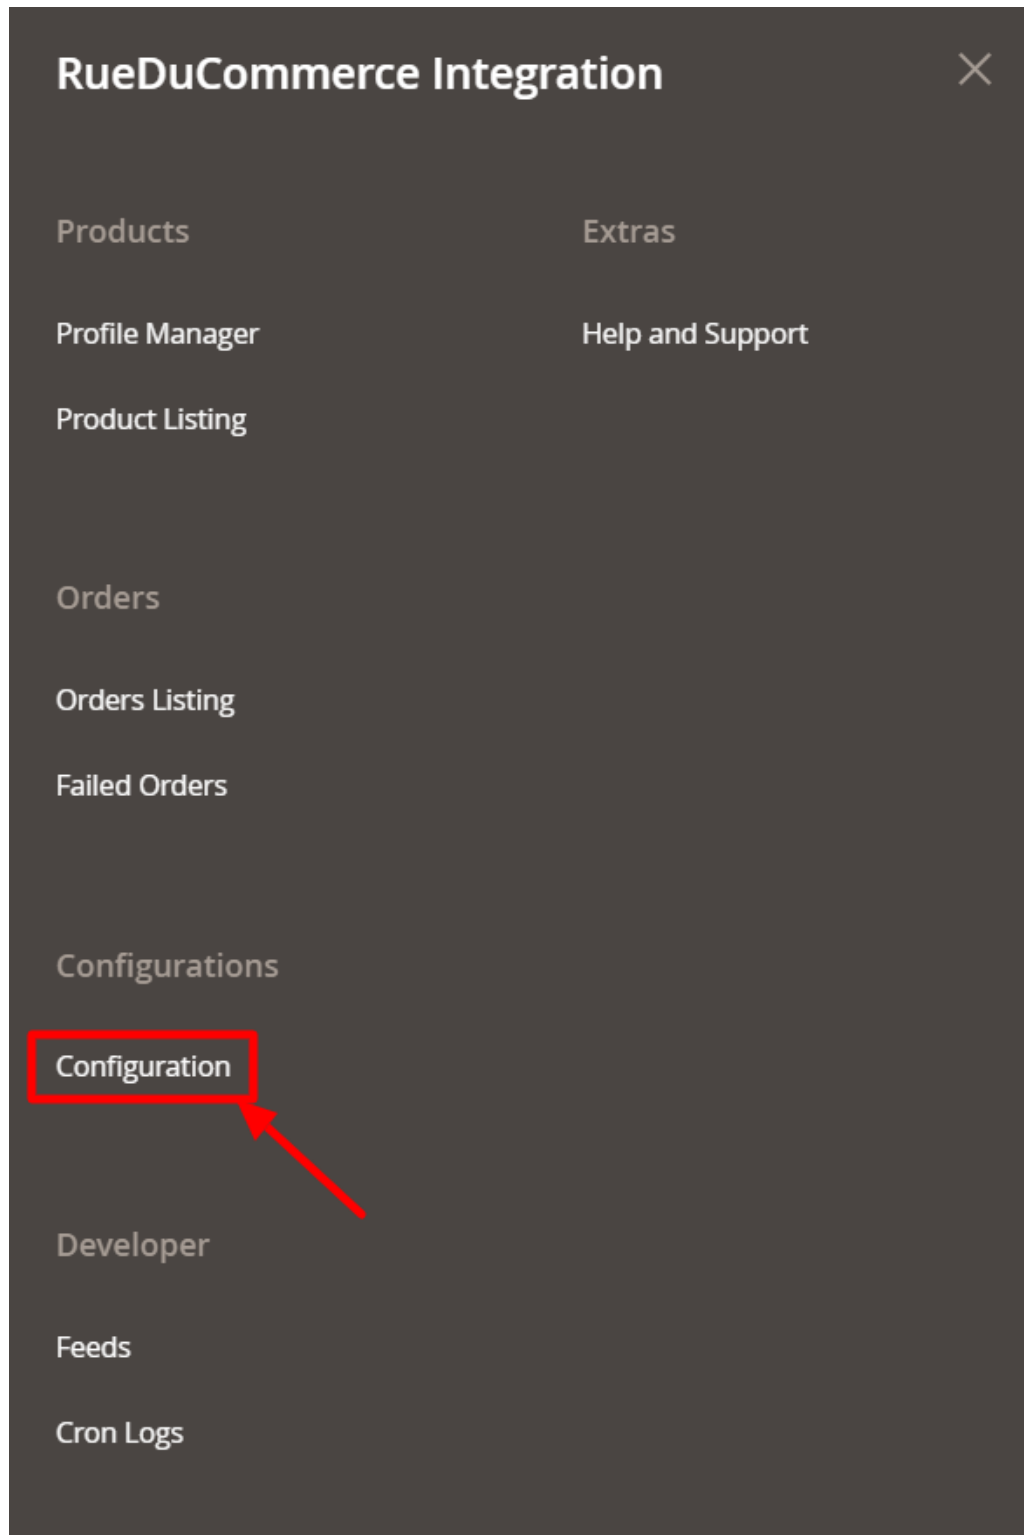 RueDuCommerce Integration
Products
Profile Manager
Product Listing
Extras
Help and Support
Orders
Orders Listing
Failed Orders
Configurations
Configuration
Developer
Feeds
Cron Logs